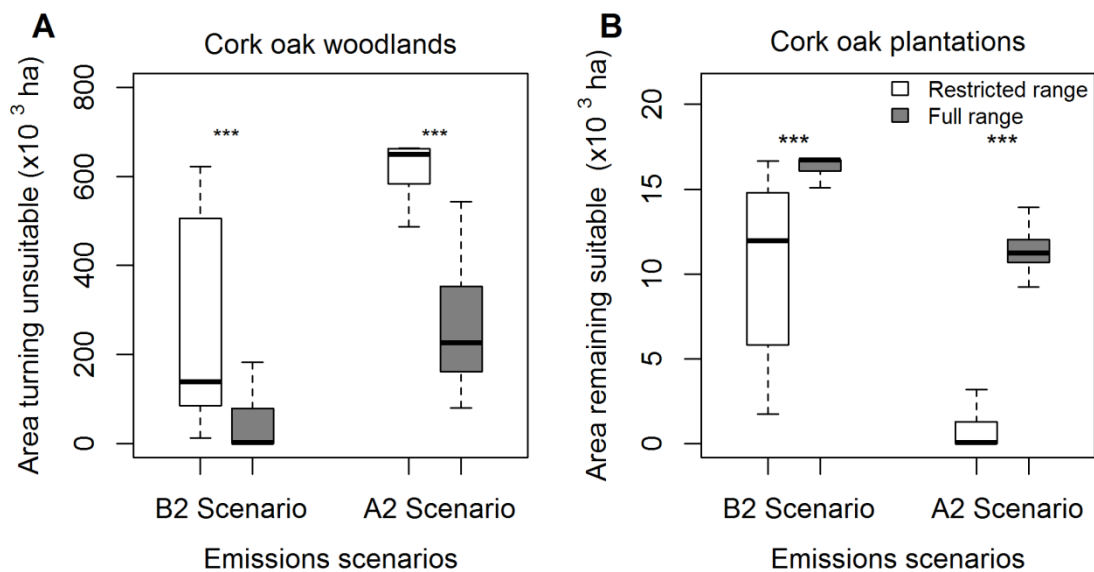 A
Cork oak woodlands
Area turning unsuitable (x10 3 ha)
800
600
400
200
0
***
***
B2 Scenario
A2 Scenario
Emissions scenarios
B
Cork oak plantations
Area remaining suitable (x10 3 ha)
20
15
10
5
0
Restricted range
Full range
***
***
B2 Scenario
A2 Scenario
Emissions scenarios